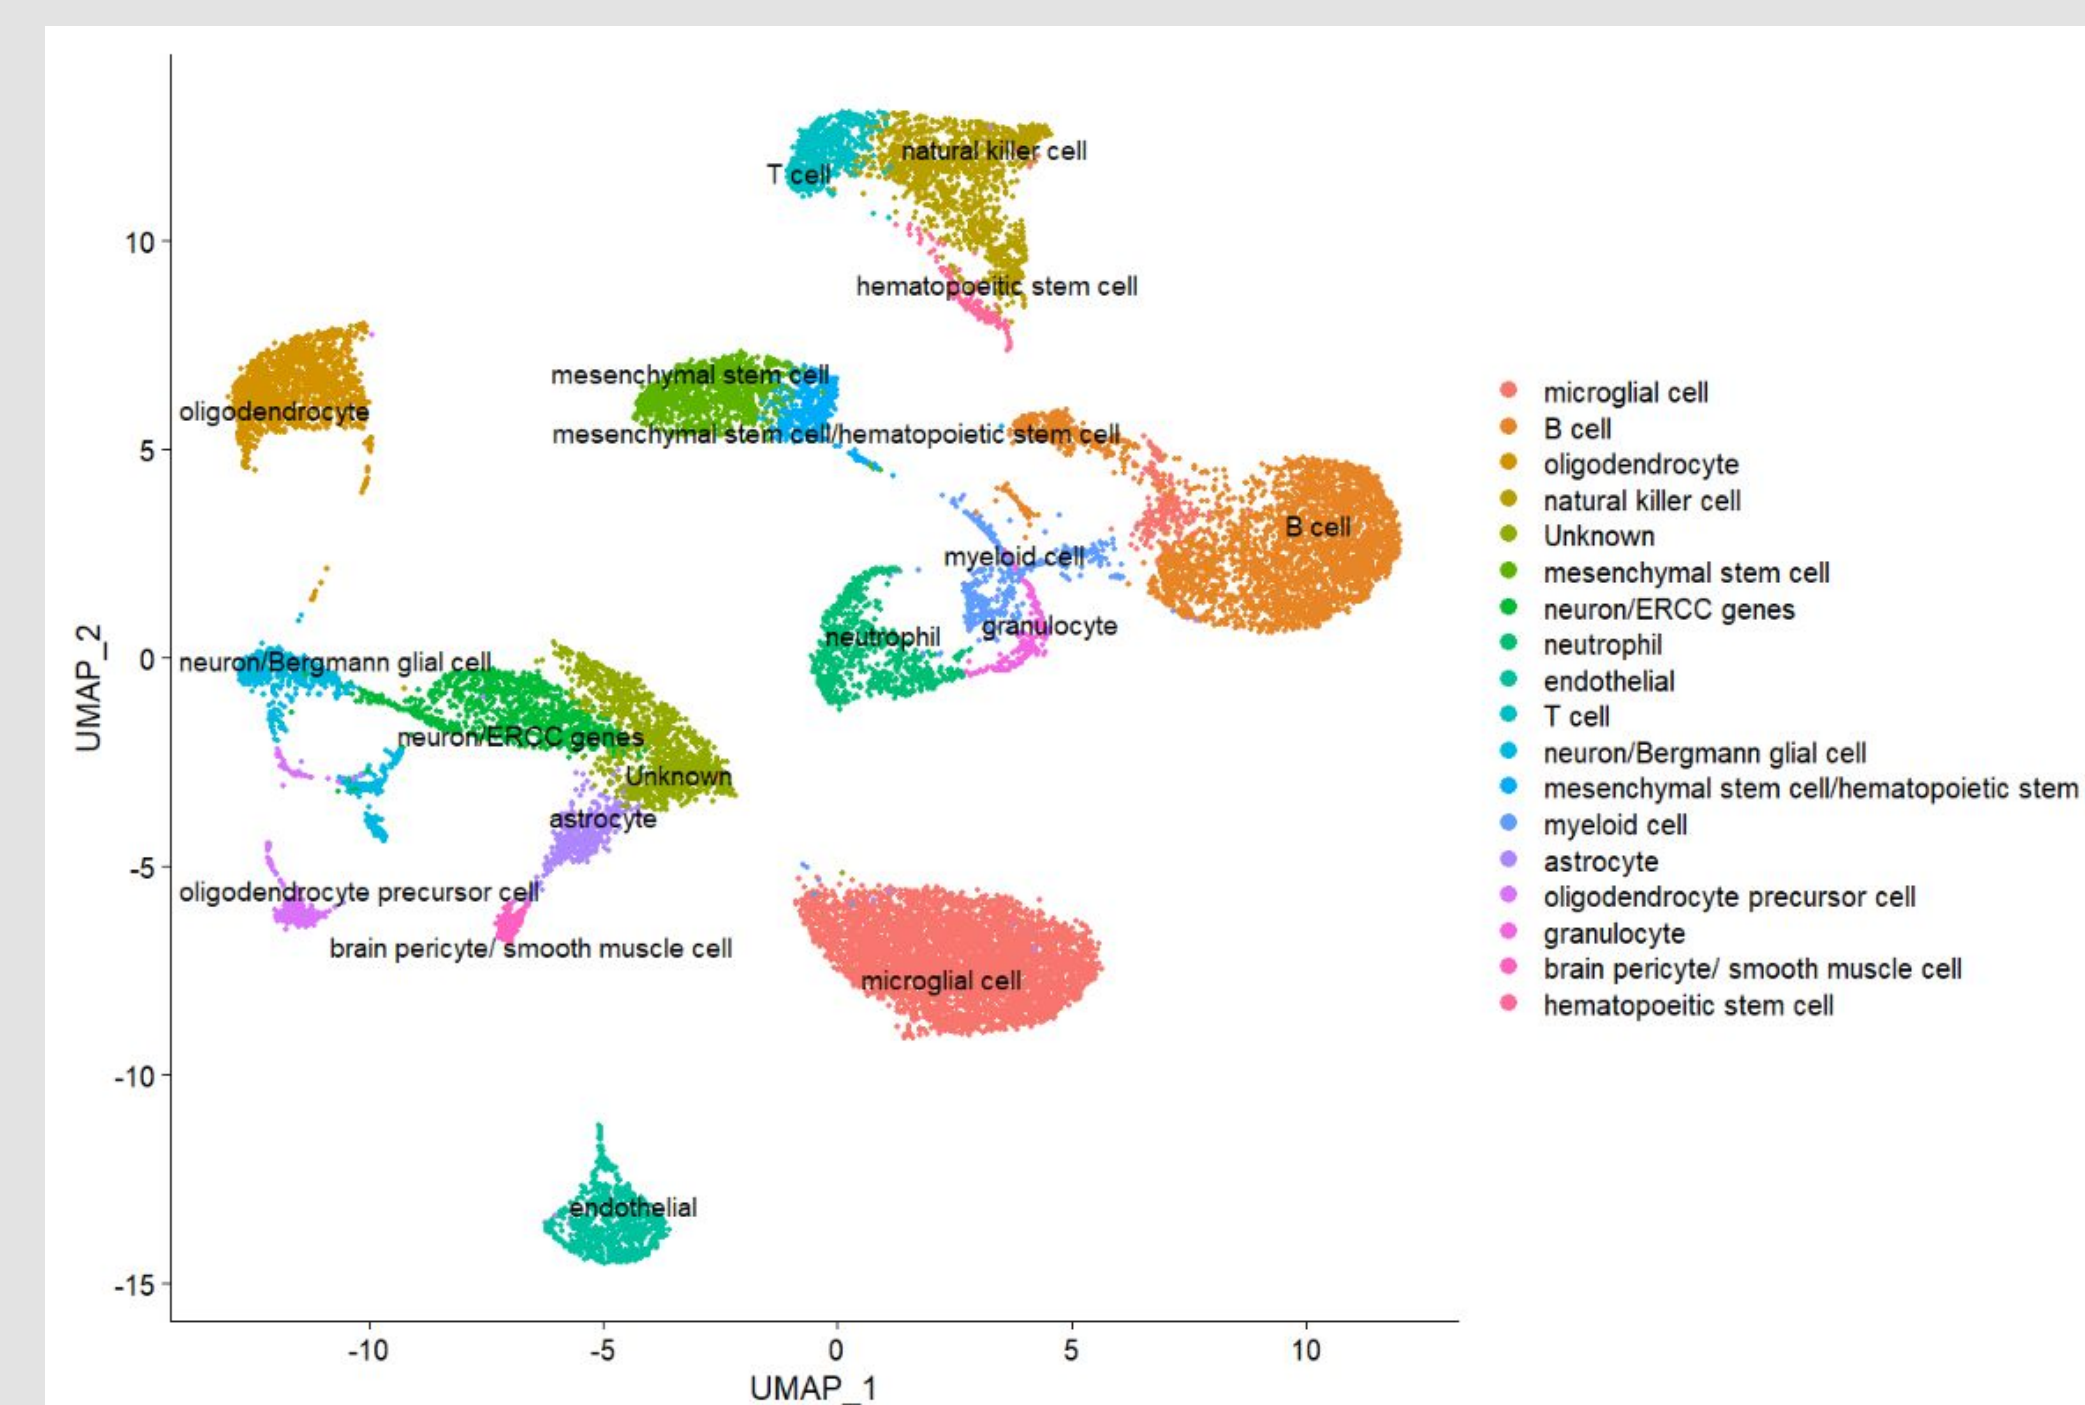 natural killer cell
T cell
10
hematopoeitic stem cell
mesenchymal stem cell
oligodendrocyte
mesenchymal stem cell/hematopoietic stem cell
5
B cell
myeloid cell
neutrophil
granulocyte
0
neuron/Bergmann glial cell
neuron/ERCC genes
Unknown
astrocyte
-5
oligodendrocyte precursor cell
brain pericyte/ smooth muscle cell
microglial cell
-10
endothelial
-15
UMAP_2
-10
-5
0
5
10
UMAP_1
microglial cell
B cell
oligodendrocyte
natural killer cell
Unknown
mesenchymal stem cell
neuron/ERCC genes
neutrophil
endothelial
T cell
neuron/Bergmann glial cell
mesenchymal stem cell/hematopoietic stem
myeloid cell
astrocyte
oligodendrocyte precursor cell
granulocyte
brain pericyte/ smooth muscle cell
hematopoeitic stem cell